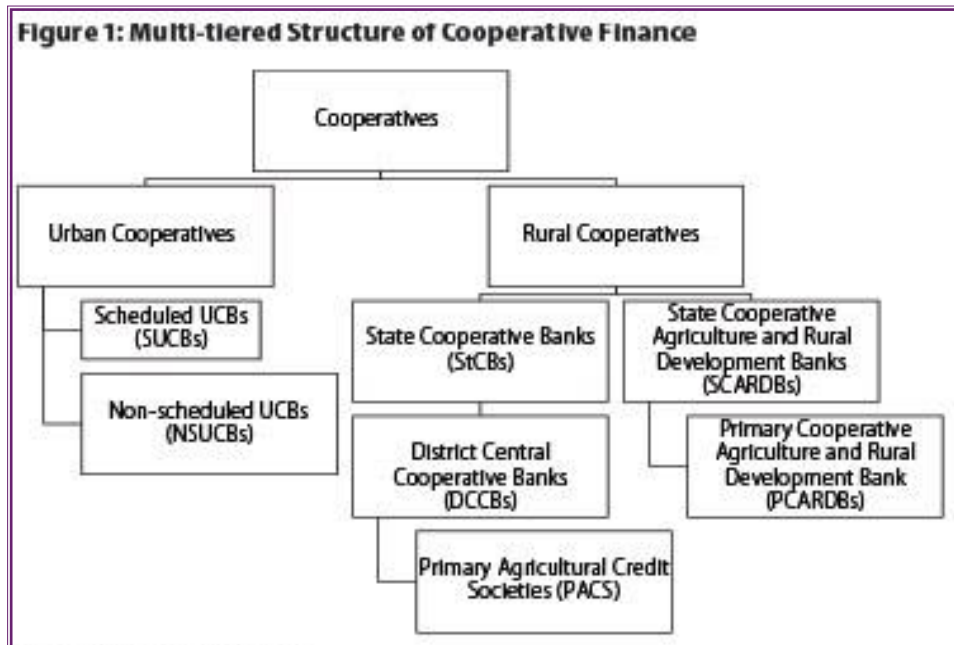 Figure 1: Multi-tiered Structure of Cooperative Finance
Cooperatives
Urban Cooperatives
Rural Cooperatives
Scheduled UCBs
(SUCBs)
Non-scheduled UCBs
(NSUCBs)
State Cooperative Banks
(StCBs)
District Central
Cooperative Banks
(DCCBs)
Primary Agricultural Credit
Societies (PACS)
State Cooperative
Agriculture and Rural
Development Banks
(SCARDBs)
Primary Cooperative
Agriculture and Rural
Development Bank
(PCARDBs)